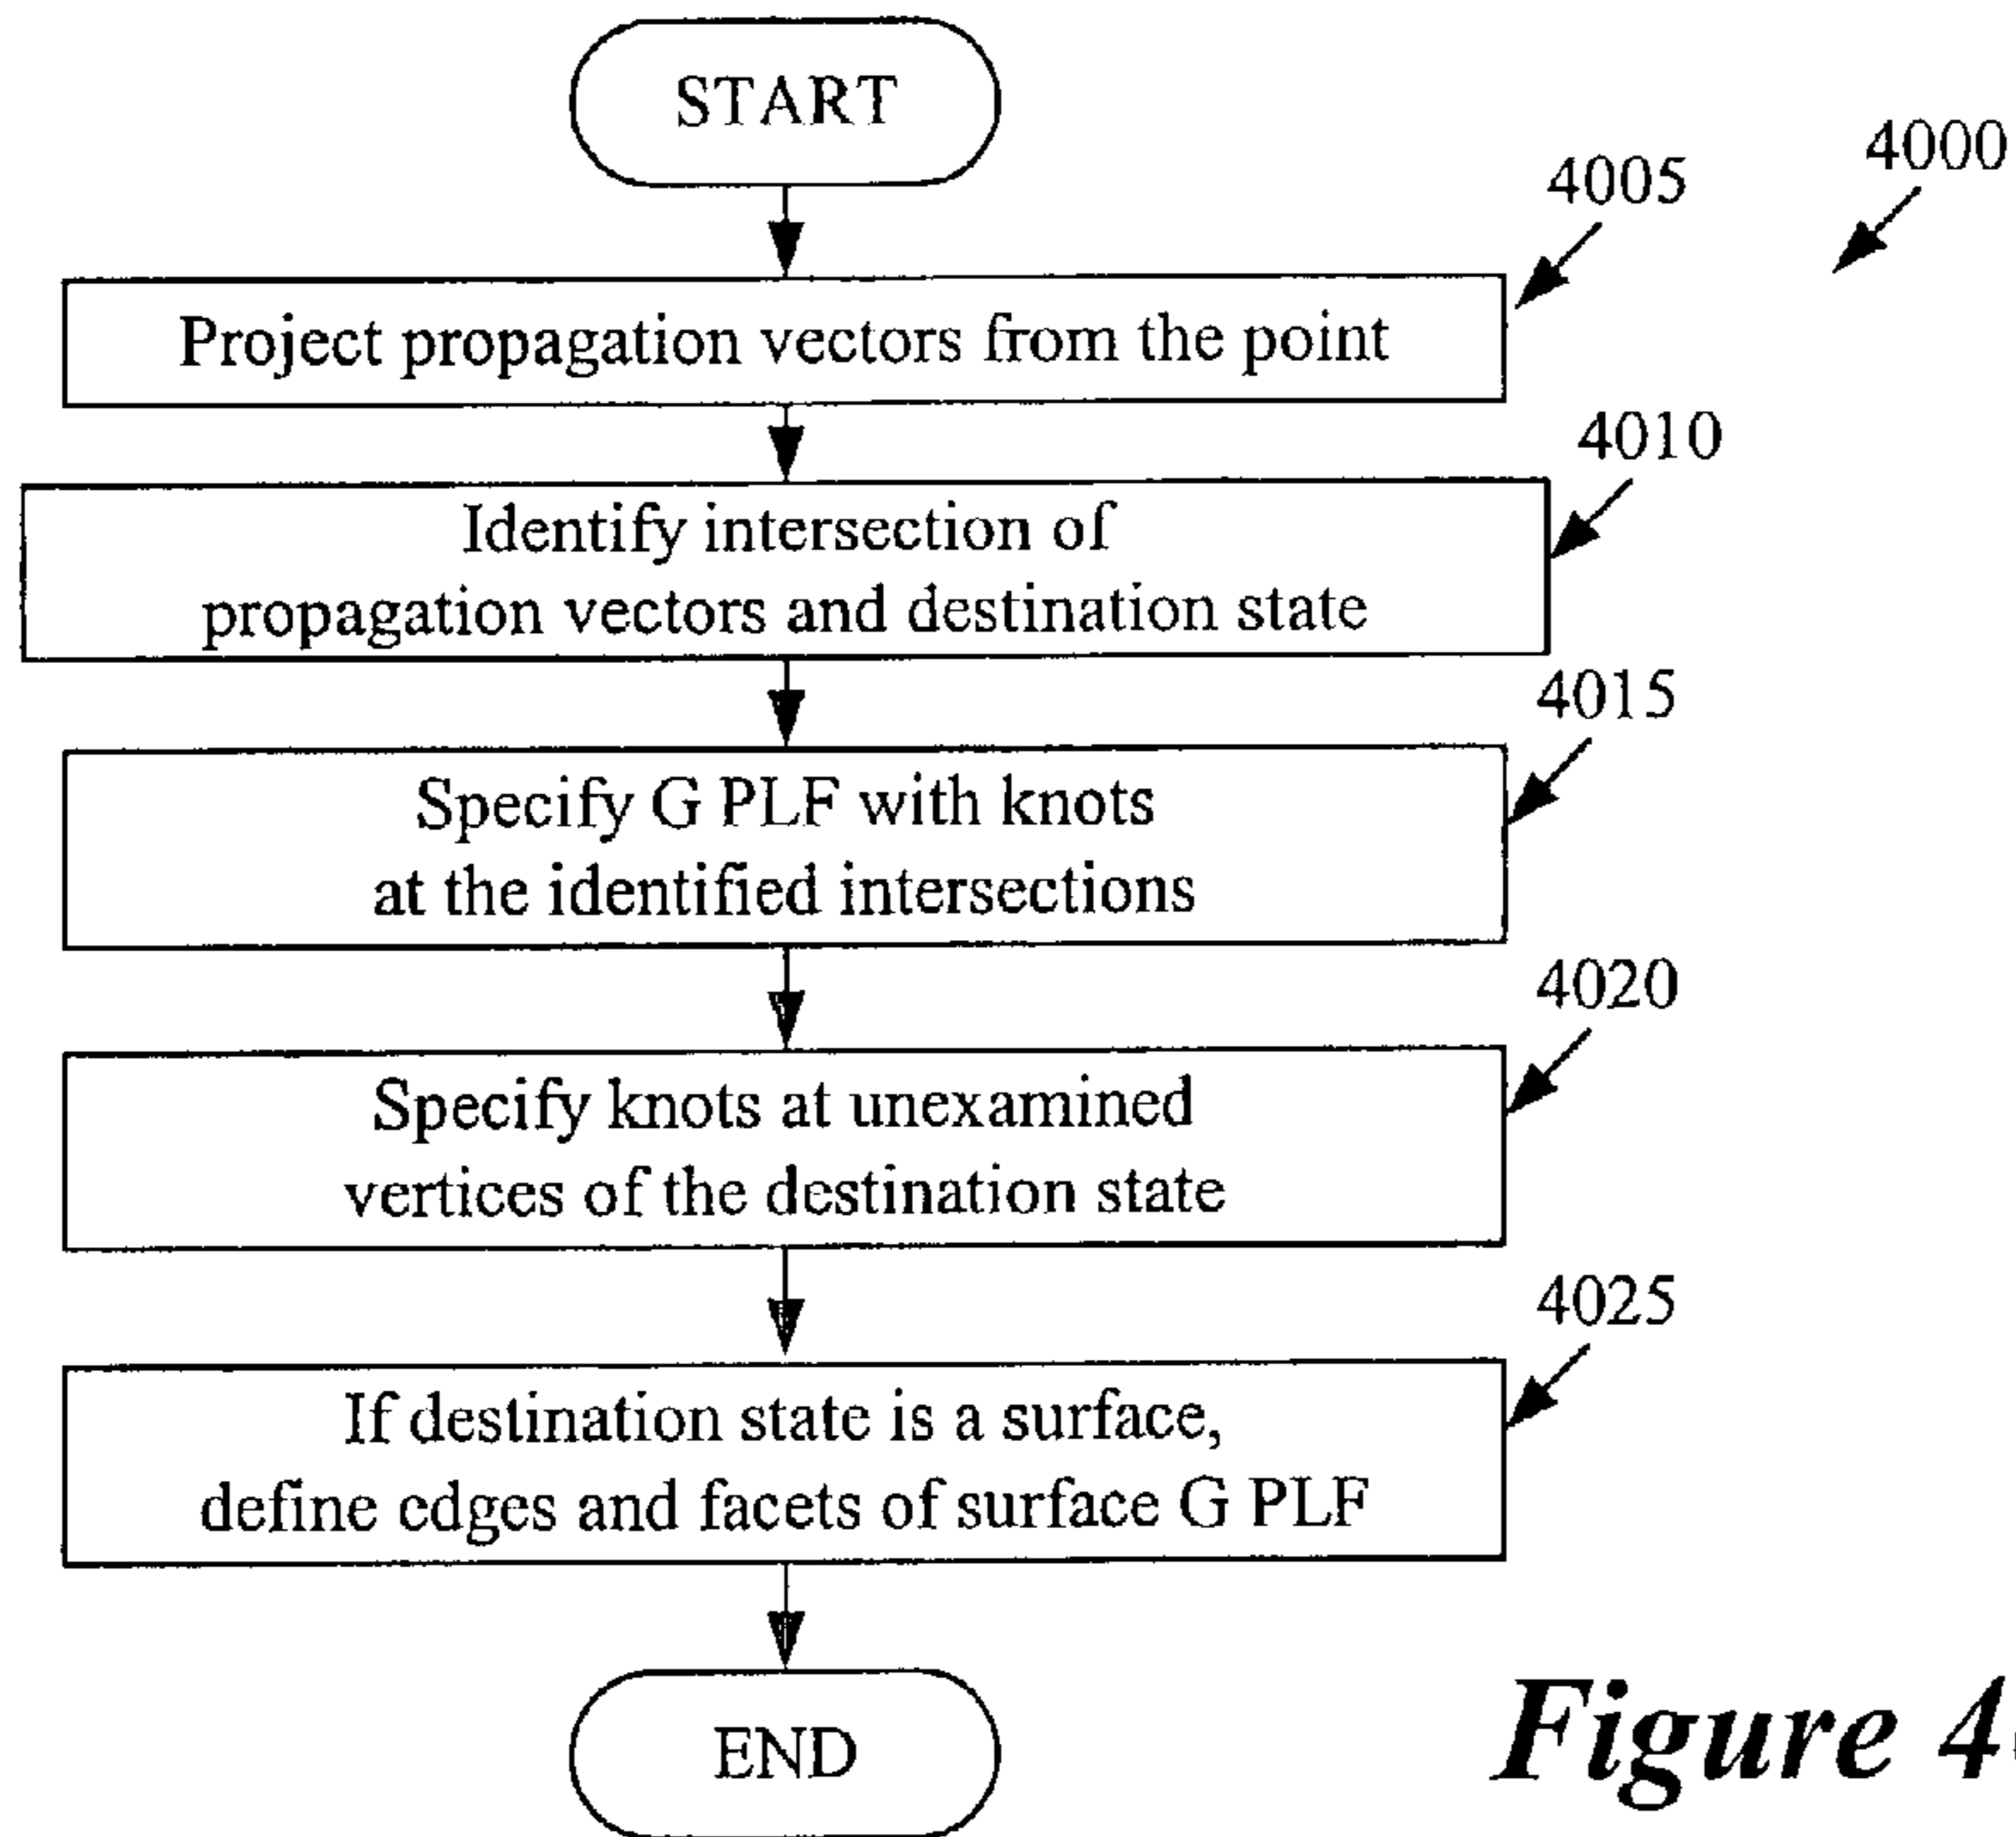 START
4000
4005
Project propagation vectors from the point
4010
Identify intersection of
propagation vectors and destination state
4015
Specify G PLF with knots
at the identified intersections
4020
Specify knots at unexamined
vertices of the destination state
4025
If destination state is a surface,
define edges and facets of surface G PLF
END
Figure 4